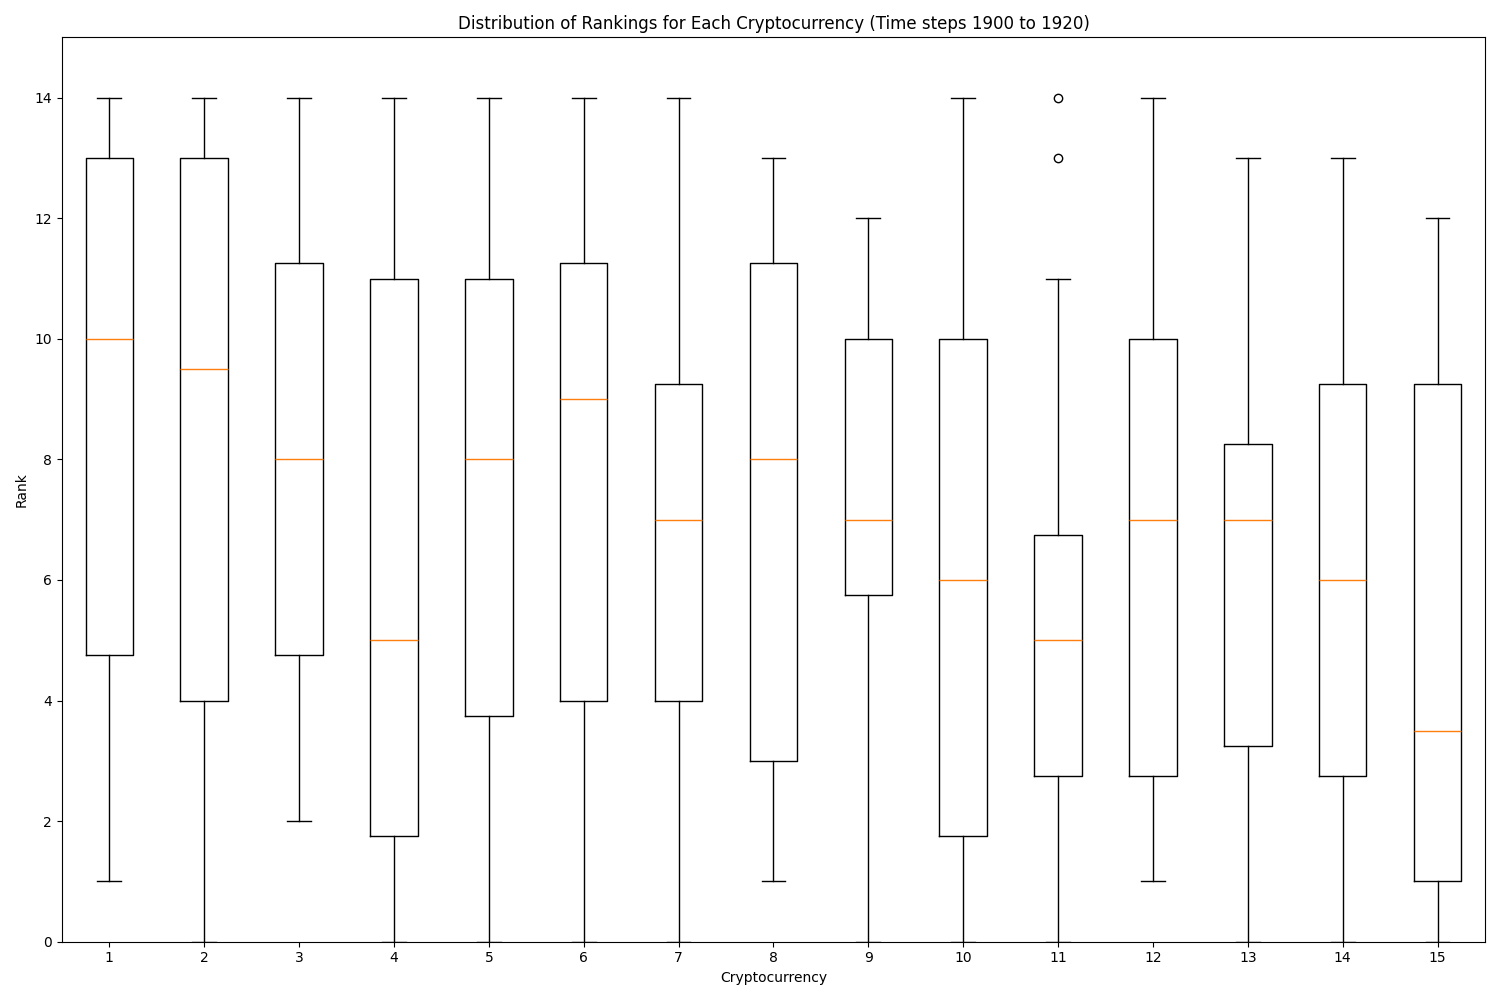 Distribution of Rankings for Each Cryptocurrency (Time steps 1900 to 1920)
14
12
10
8
6
4
2
0
Rank
1 2 3 4 5 6 7 8 9 10 11 12 13 14 15
Cryptocurrency